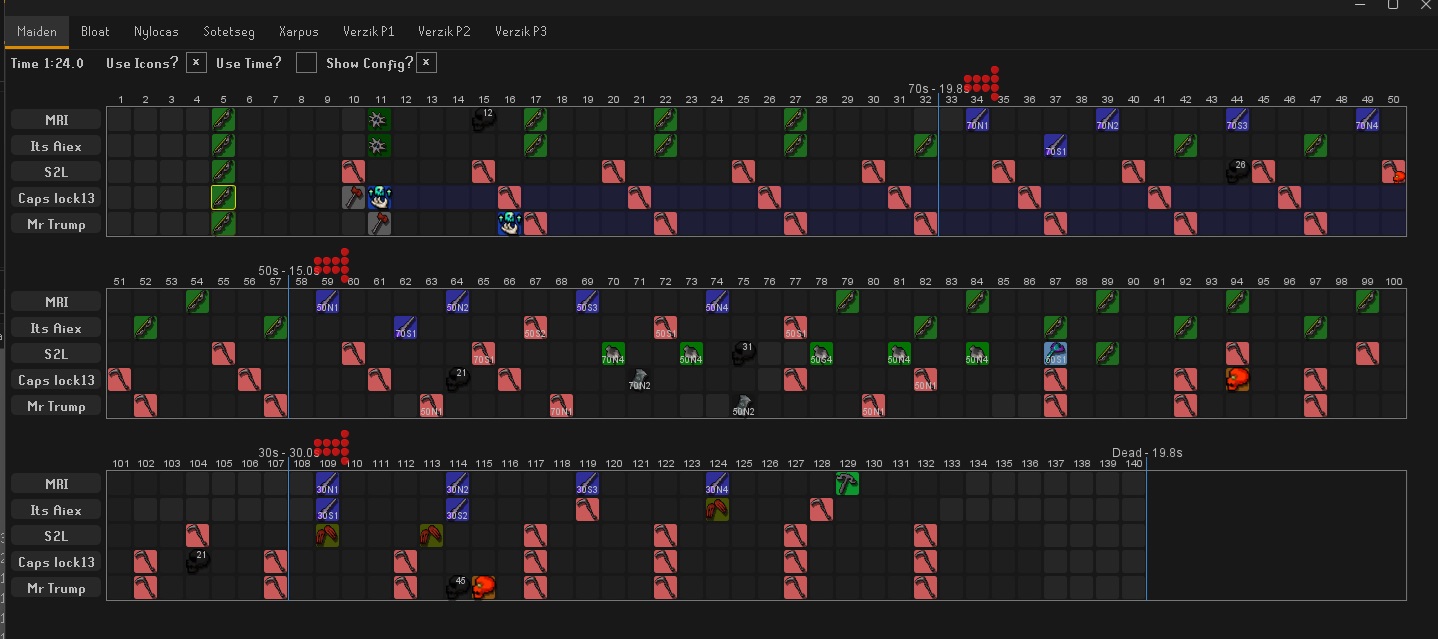 Maiden Bloat Nylocas Sotetseg Xarpus Verzik P1 Verzik P2 Verzik P3
Time 1:24.0 Use Icons? x Use Time? Show Config? x
70s - 19.8s
1 2 3 4 5 6 7 8 9 10 11 12 13 14 15 16 17 18 19 20 21 22 23 24 25 26 27 28 29 30 31 32 33 34 35 36 37 38 39 40 41 42 43 44 45 46 47 48 49 50
MRI 12 70N1 70N2 70S3 70N4
Its Aiex 70S1
S2L 26
Caps lock13
Mr Trump
50s - 15.0s
51 52 53 54 55 56 57 58 59 60 61 62 63 64 65 66 67 68 69 70 71 72 73 74 75 76 77 78 79 80 81 82 83 84 85 86 87 88 89 90 91 92 93 94 95 96 97 98 99 100
MRI 50N1 50N2 50S3 50N4
Its Aiex 70S1 50S2 50S1 50S1
S2L 70S1 70N4 50N4 31 50S4 50N4 50N4 50S1
Caps lock13 21 70N2 50N1
Mr Trump 50N1 70N1 50N2 50N1
30s - 30.0s Dead - 19.8s
101 102 103 104 105 106 107 108 109 110 111 112 113 114 115 116 117 118 119 120 121 122 123 124 125 126 127 128 129 130 131 132 133 134 135 136 137 138 139 140
MRI 30N1 30N2 30S3 30N4
Its Aiex 30S1 30S2
S2L
Caps lock13 21
Mr Trump 45